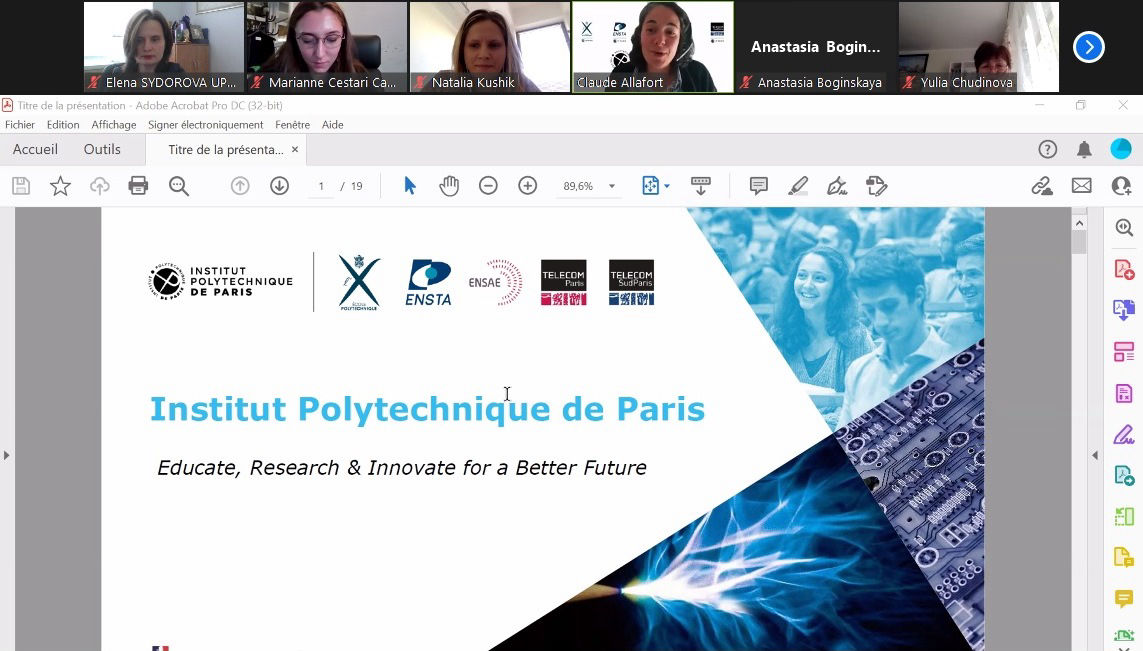 Anastasia Bogin...
Elena SYDOROVA UP...
Marianne Cestari Ca...
Natalia Kushik
Claude Allafort
Anastasia Boginskaya
Yulia Chudinova
Titre de la présentation - Adobe Acrobat Pro DC (32-bit)
Fichier Edition Affichage Signer électroniquement Fenêtre Aide
Accueil Outils Titre de la présenta... ×
1 / 19 89,6%
INSTITUT
POLYTECHNIQUE
DE PARIS
ÉCOLE
POLYTECHNIQUE
ENSTA
ENSAE
TELECOM
Paris
TELECOM
SudParis
Institut Polytechnique de Paris
Educate, Research & Innovate for a Better Future